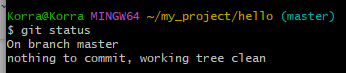 Korra@Korra MINGW64 ~/my_project/hello (master)
$ git status
On branch master
nothing to commit, working tree clean